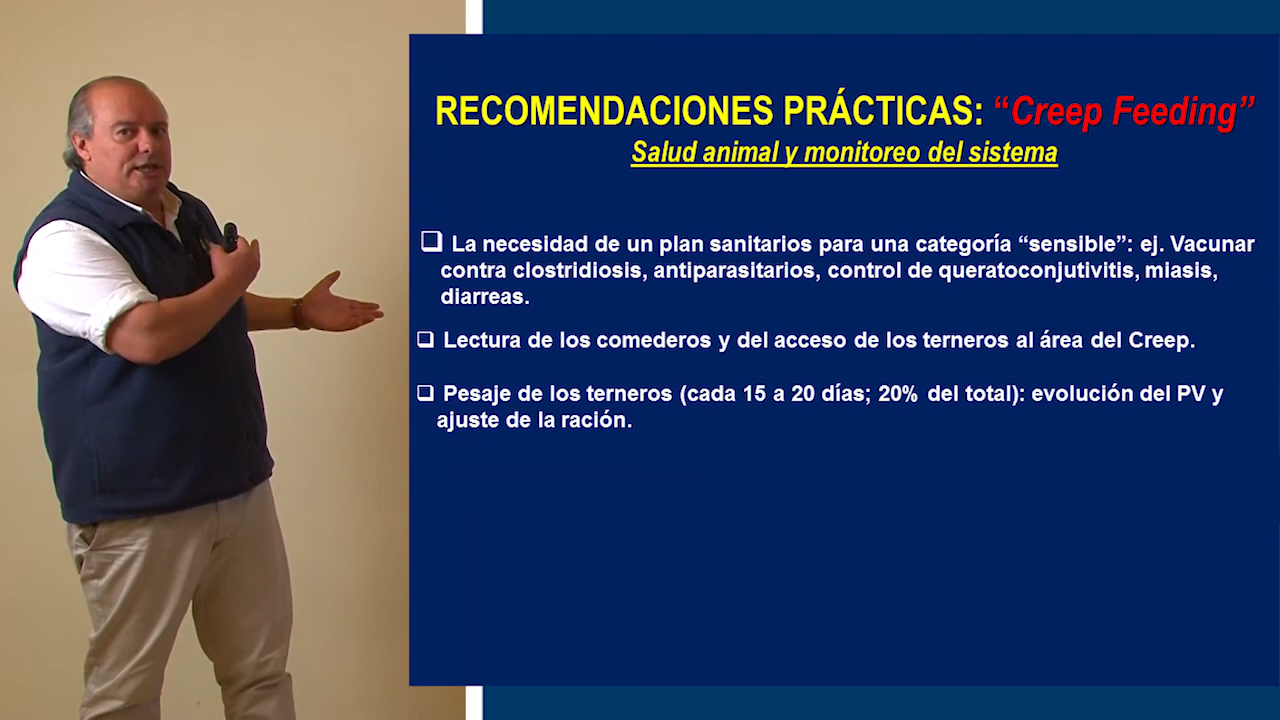 RECOMENDACIONES PRÁCTICAS: “Creep Feeding”
Salud animal y monitoreo del sistema
❑ La necesidad de un plan sanitarios para una categoría “sensible”: ej. Vacunar
contra clostridiosis, antiparasitarios, control de queratoconjutivitis, miasis,
diarreas.
❑ Lectura de los comederos y del acceso de los terneros al área del Creep.
❑ Pesaje de los terneros (cada 15 a 20 días; 20% del total): evolución del PV y
ajuste de la ración.